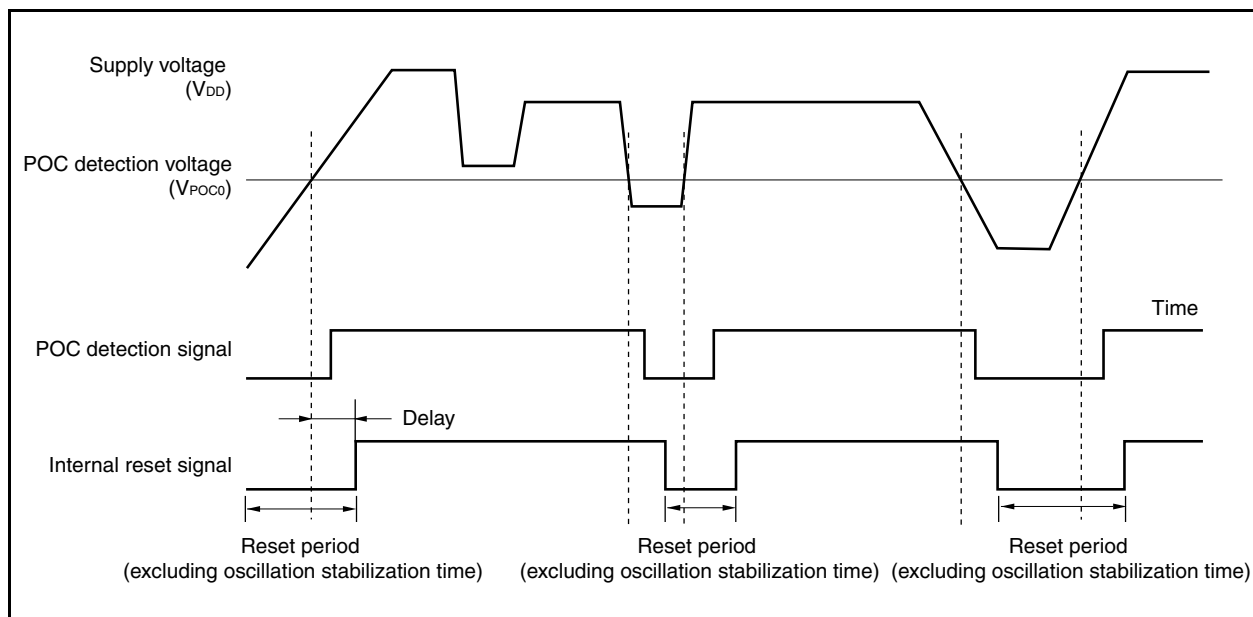 Supply voltage
(VDD)
POC detection voltage
(VPOC0)
Time
POC detection signal
Delay
Internal reset signal
Reset period
(excluding oscillation stabilization time)
Reset period
(excluding oscillation stabilization time)
Reset period
(excluding oscillation stabilization time)